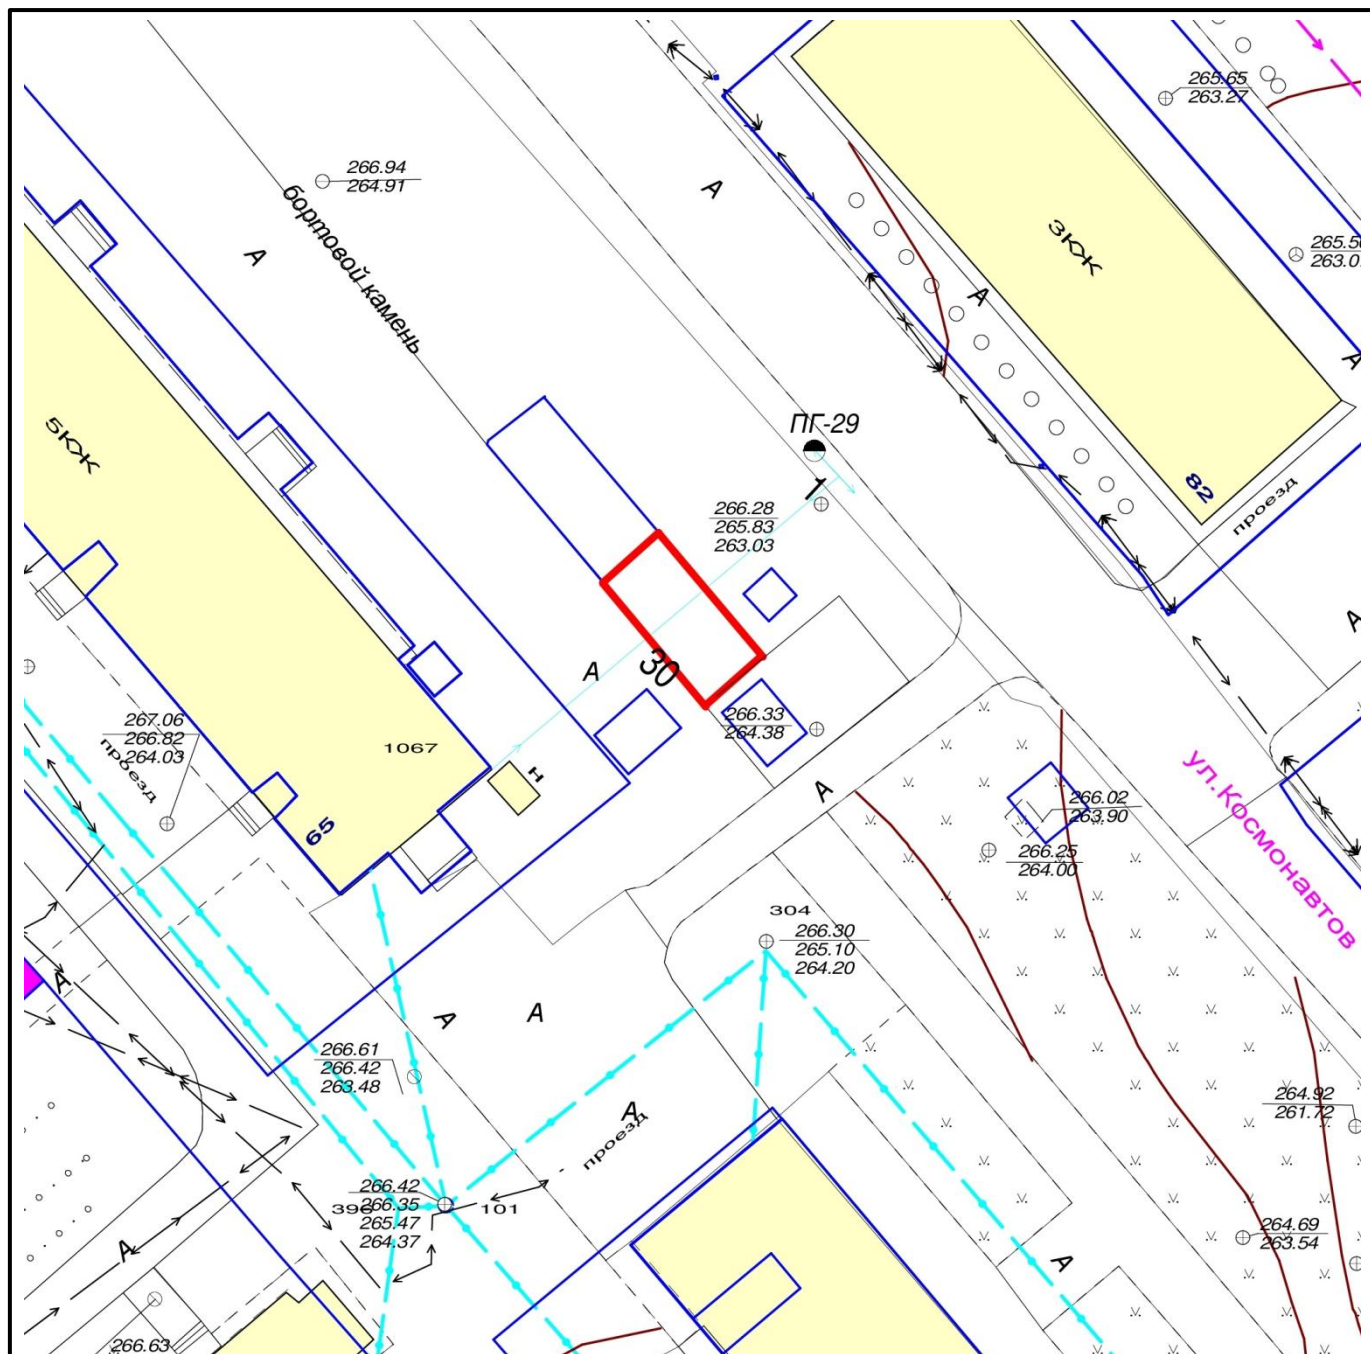 265.65
263.27
266.94
264.91
бортовой камень
А
А
3КЖ
А
А
5КЖ
ПГ-29
1
266.28
265.83
263.03
82
проезд
А
30
А
267.06
266.82
264.03
проезд
1067
н
65
266.33
264.38
А
ул.Космонавтов
266.02
263.90
266.25
264.00
304
266.30
265.10
264.20
А
А
А
266.61
266.42
263.48
А
проезд
264.92
261.72
266.42
266.35
265.47
264.37
101
А
А
264.69
263.54
266.63